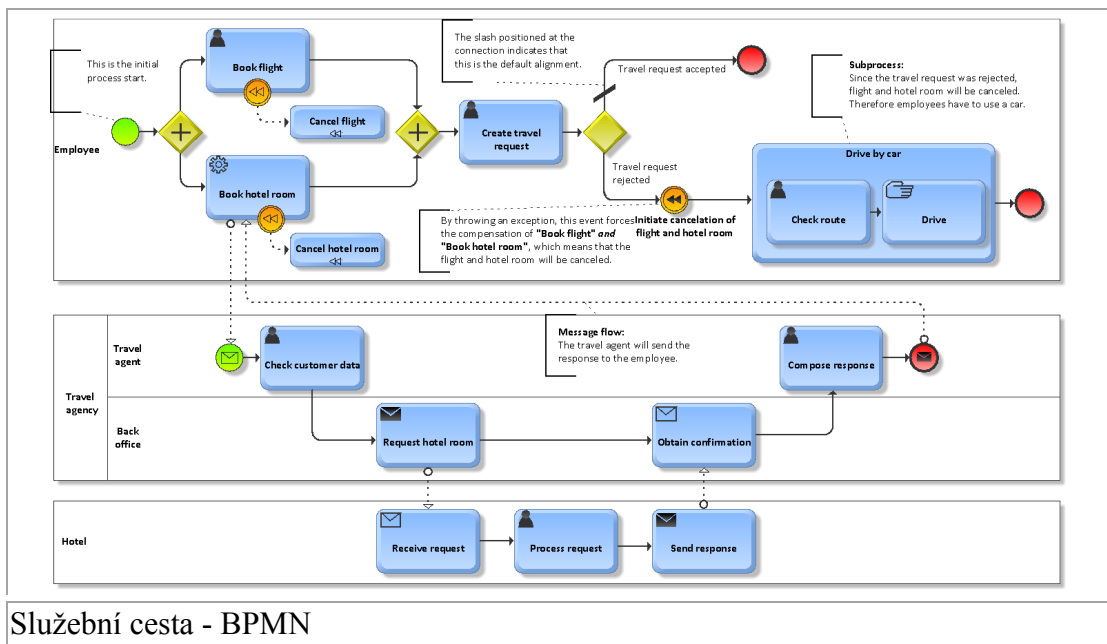 This is the initial
process start.
Employee
Book flight
Cancel flight
Book hotel room
Cancel hotel room
The slash positioned at the
connection indicates that
this is the default alignment.
Create travel
request
Travel request accepted
Travel request
rejected
By throwing an exception, this event forces
the compensation of "Book flight" and
"Book hotel room", which means that the
flight and hotel room will be canceled.
Initiate cancelation of
flight and hotel room
Subprocess:
Since the travel request was rejected,
flight and hotel room will be canceled.
Therefore employees have to use a car.
Drive by car
Check route
Drive
Travel
agency
Travel
agent
Check customer data
Message flow:
The travel agent will send the
response to the employee.
Compose response
Back
office
Request hotel room
Obtain confirmation
Hotel
Receive request
Process request
Send response
Služební cesta - BPMN